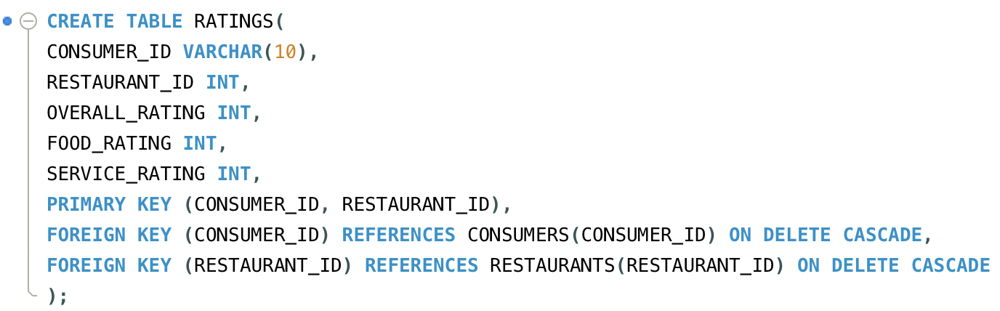 CREATE TABLE RATINGS(
CONSUMER_ID VARCHAR(10),
RESTAURANT_ID INT,
OVERALL_RATING INT,
FOOD_RATING INT,
SERVICE_RATING INT,
PRIMARY KEY (CONSUMER_ID, RESTAURANT_ID),
FOREIGN KEY (CONSUMER_ID) REFERENCES CONSUMERS(CONSUMER_ID) ON DELETE CASCADE,
FOREIGN KEY (RESTAURANT_ID) REFERENCES RESTAURANTS(RESTAURANT_ID) ON DELETE CASCADE
);